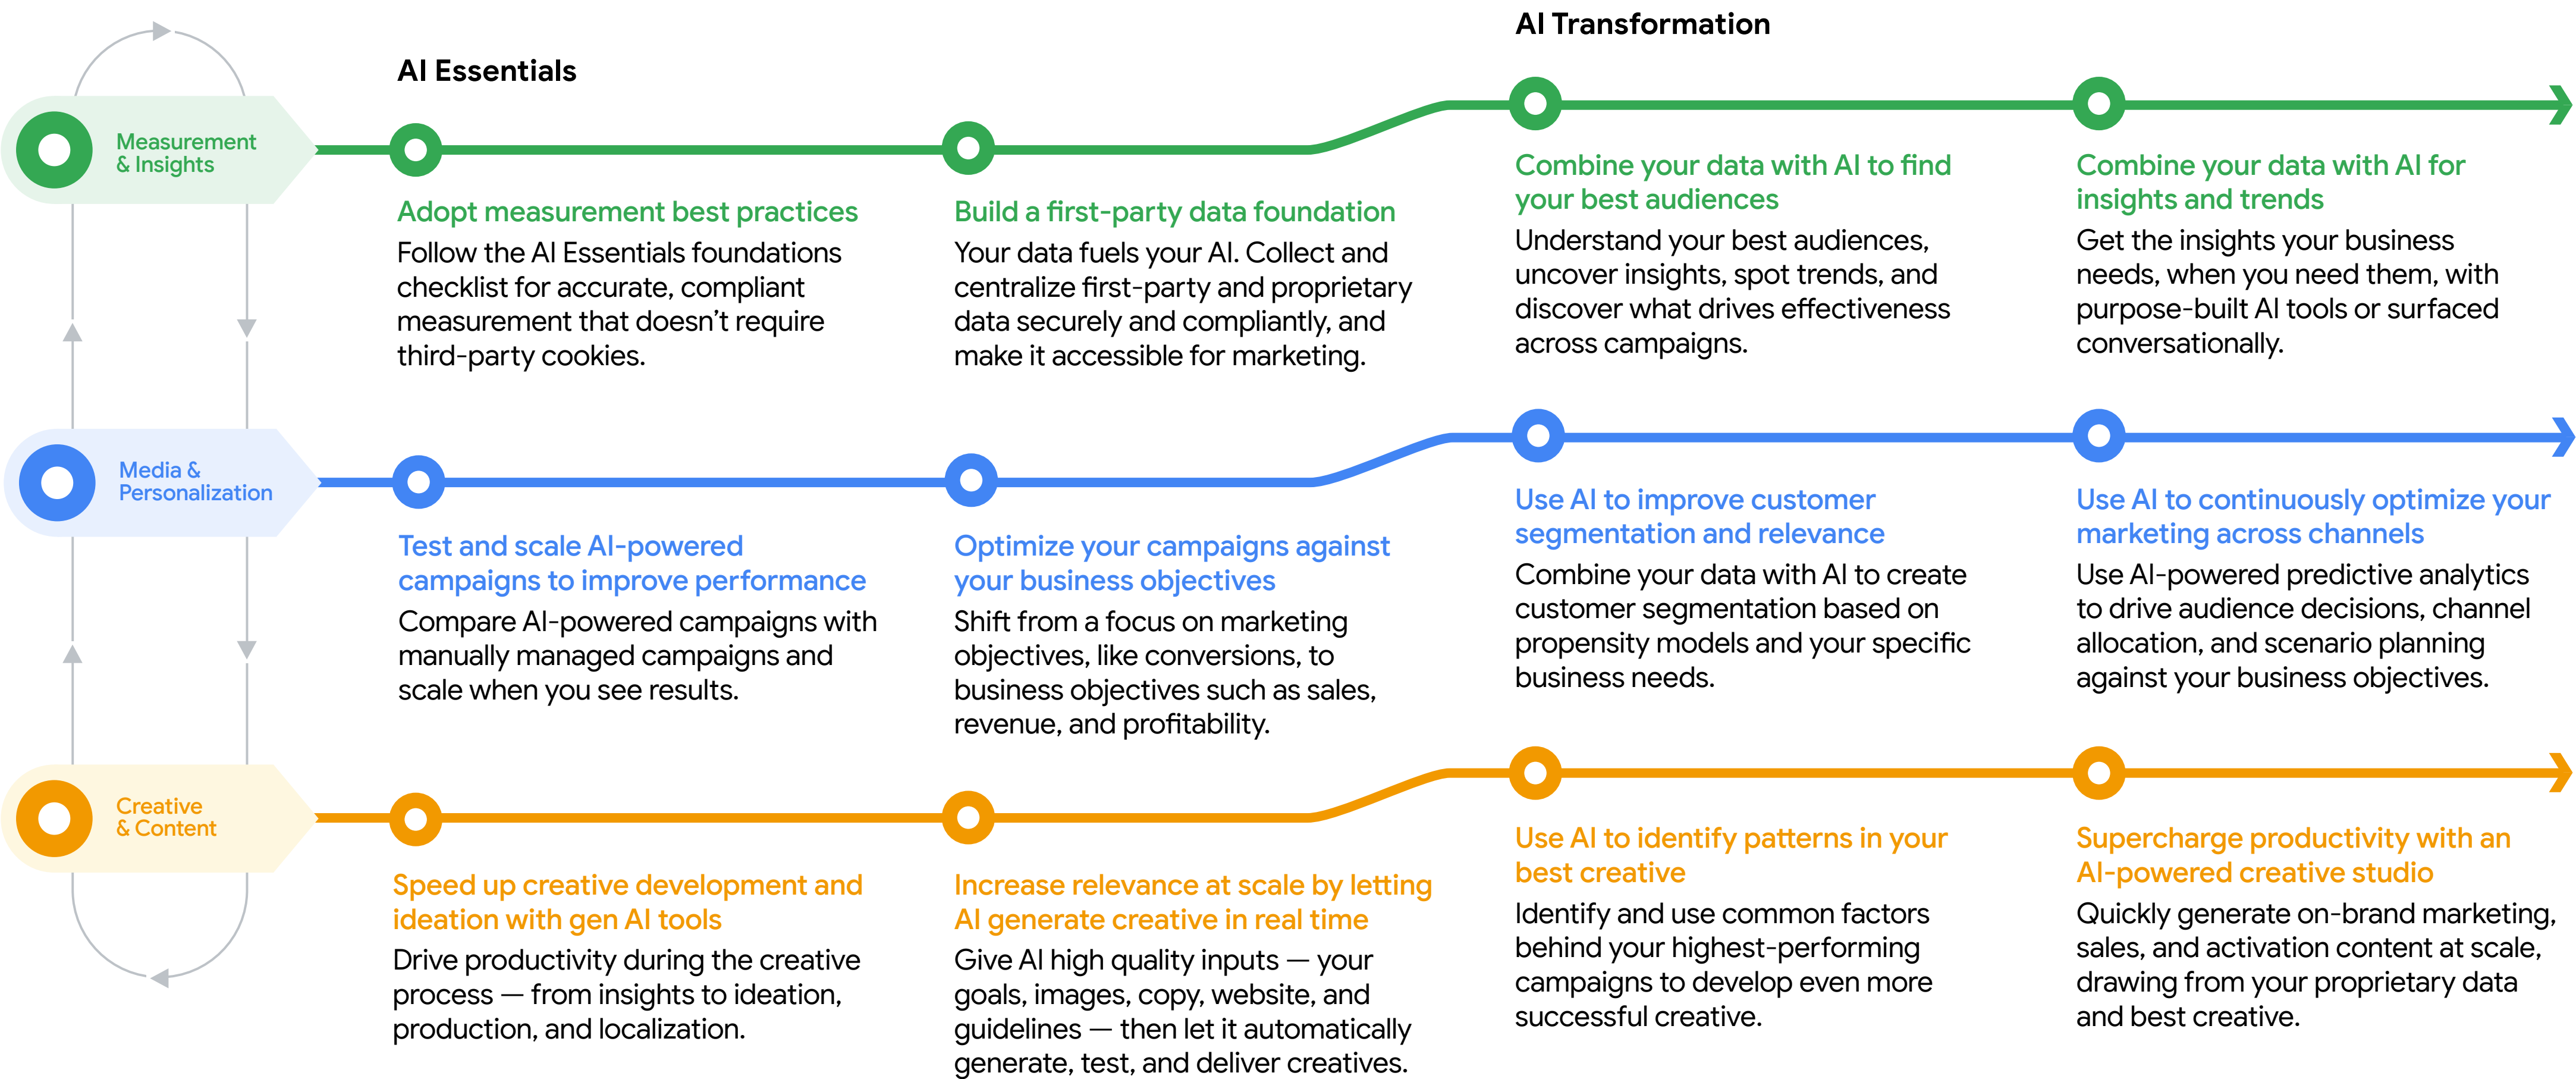 AI Transformation
AI Essentials
Measurement
& Insights
Adopt measurement best practices
Follow the AI Essentials foundations
checklist for accurate, compliant
measurement that doesn’t require
third-party cookies.
Build a first-party data foundation
Your data fuels your AI. Collect and
centralize first-party and proprietary
data securely and compliantly, and
make it accessible for marketing.
Combine your data with AI to find
your best audiences
Understand your best audiences,
uncover insights, spot trends, and
discover what drives effectiveness
across campaigns.
Combine your data with AI for
insights and trends
Get the insights your business
needs, when you need them, with
purpose-built AI tools or surfaced
conversationally.
Media &
Personalization
Test and scale AI-powered
campaigns to improve performance
Compare AI-powered campaigns with
manually managed campaigns and
scale when you see results.
Optimize your campaigns against
your business objectives
Shift from a focus on marketing
objectives, like conversions, to
business objectives such as sales,
revenue, and profitability.
Use AI to improve customer
segmentation and relevance
Combine your data with AI to create
customer segmentation based on
propensity models and your specific
business needs.
Use AI to continuously optimize your
marketing across channels
Use AI-powered predictive analytics
to drive audience decisions, channel
allocation, and scenario planning
against your business objectives.
Creative
& Content
Speed up creative development and
ideation with gen AI tools
Drive productivity during the creative
process — from insights to ideation,
production, and localization.
Increase relevance at scale by letting
AI generate creative in real time
Give AI high quality inputs — your
goals, images, copy, website, and
guidelines — then let it automatically
generate, test, and deliver creatives.
Use AI to identify patterns in your
best creative
Identify and use common factors
behind your highest-performing
campaigns to develop even more
successful creative.
Supercharge productivity with an
AI-powered creative studio
Quickly generate on-brand marketing,
sales, and activation content at scale,
drawing from your proprietary data
and best creative.